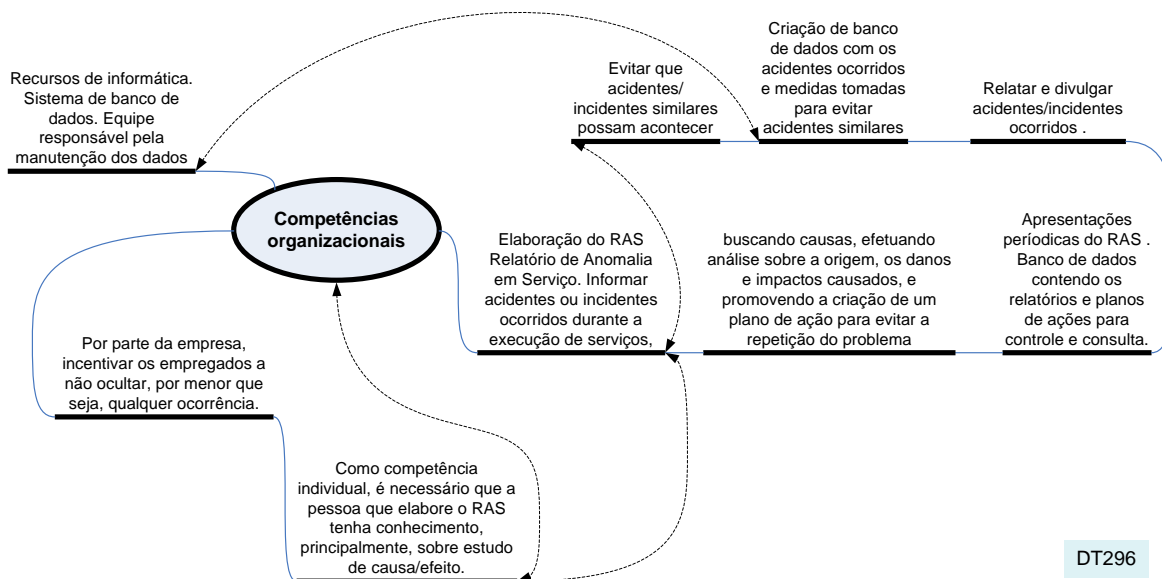 Recursos de informática.
Sistema de banco de
dados. Equipe
responsável pela
manutenção dos dados
Evitar que
acidentes/
incidentes similares
possam acontecer
Criação de banco
de dados com os
acidentes ocorridos
e medidas tomadas
para evitar
acidentes similares
Relatar e divulgar
acidentes/incidentes
ocorridos .
Competências
organizacionais
Elaboração do RAS
Relatório de Anomalia
em Serviço. Informar
acidentes ou incidentes
ocorridos durante a
execução de serviços,
buscando causas, efetuando
análise sobre a origem, os danos
e impactos causados, e
promovendo a criação de um
plano de ação para evitar a
repetição do problema
Apresentações
períodicas do RAS .
Banco de dados
contendo os
relatórios e planos
de ações para
controle e consulta.
Por parte da empresa,
incentivar os empregados a
não ocultar, por menor que
seja, qualquer ocorrência.
Como competência
individual, é necessário que a
pessoa que elabore o RAS
tenha conhecimento,
principalmente, sobre estudo
de causa/efeito.
DT296